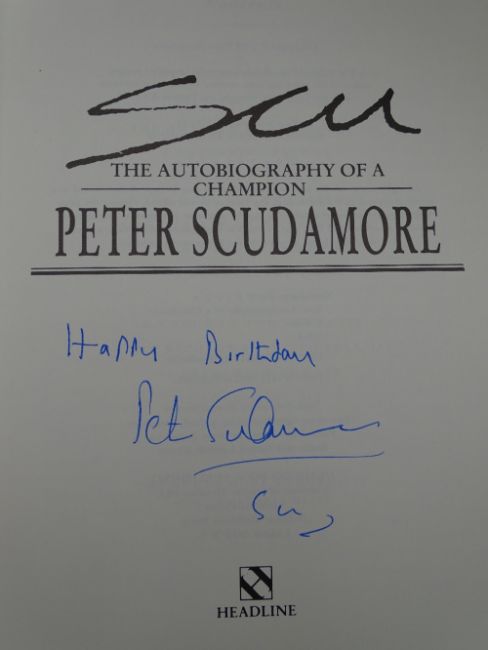 Scu
THE AUTOBIOGRAPHY OF A
CHAMPION
PETER SCUDAMORE
Happy Birthday
Peter Scudamore
Scu
HEADLINE